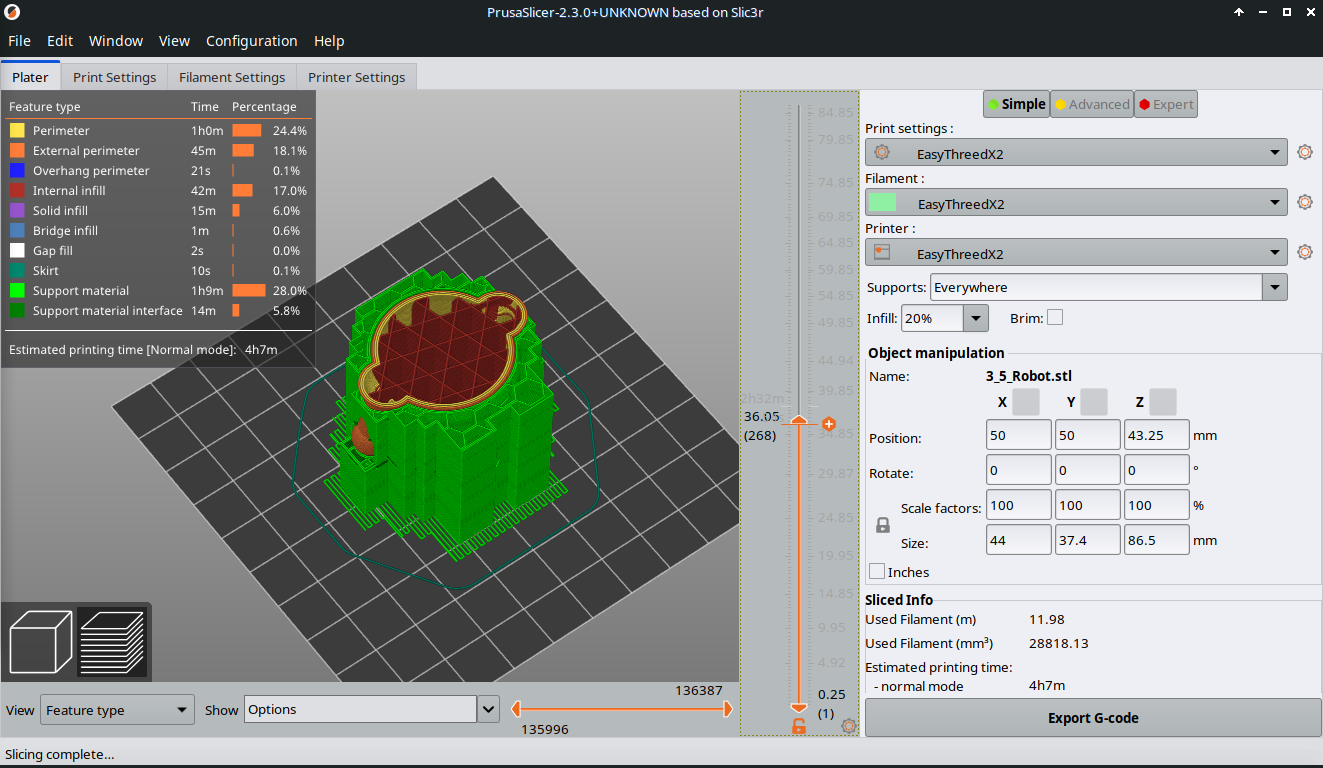 PrusaSlicer-2.3.0+UNKNOWN based on Slic3r
File Edit Window View Configuration Help
Plater Print Settings Filament Settings Printer Settings
Feature type Time Percentage
Perimeter 1h0m 24.4%
External perimeter 45m 18.1%
Overhang perimeter 21s 0.1%
Internal infill 42m 17.0%
Solid infill 15m 6.0%
Bridge infill 1m 0.6%
Gap fill 2s 0.0%
Skirt 10s 0.1%
Support material 1h9m 28.0%
Support material interface 14m 5.8%
Estimated printing time [Normal mode]: 4h7m
84.85
79.85
74.85
69.85
64.85
59.85
54.85
49.85
44.94
39.85
2h32m
36.05
(268)
34.85
29.87
24.85
19.95
14.85
9.95
4.92
0.25
(1)
Simple Advanced Expert
Print settings :
EasyThreedX2
Filament :
EasyThreedX2
Printer :
EasyThreedX2
Supports: Everywhere
Infill: 20% Brim:
Object manipulation
Name: 3_5_Robot.stl
X Y Z
Position: 50 50 43.25 mm
Rotate: 0 0 0 °
Scale factors: 100 100 100 %
Size: 44 37.4 86.5 mm
Inches
Sliced Info
Used Filament (m) 11.98
Used Filament (mm³) 28818.13
Estimated printing time:
- normal mode 4h7m
Export G-code
View Feature type Show Options
136387
135996
Slicing complete...